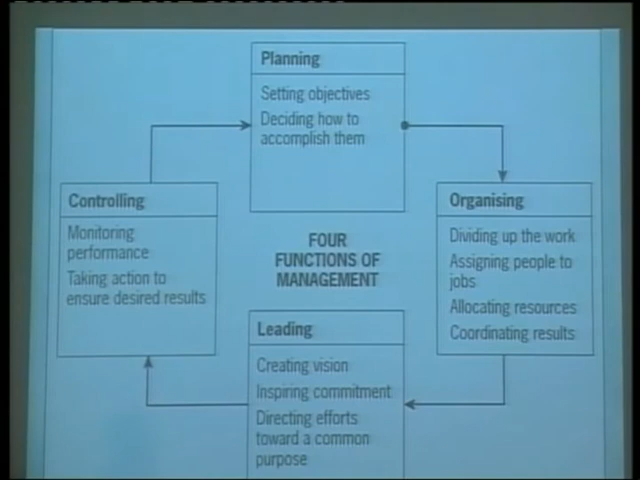 Planning
Setting objectives
Deciding how to
accomplish them
Controlling
Monitoring
performance
Taking action to
ensure desired results
FOUR
FUNCTIONS OF
MANAGEMENT
Organising
Dividing up the work
Assigning people to
jobs
Allocating resources
Coordinating results
Leading
Creating vision
Inspiring commitment
Directing efforts
toward a common
purpose